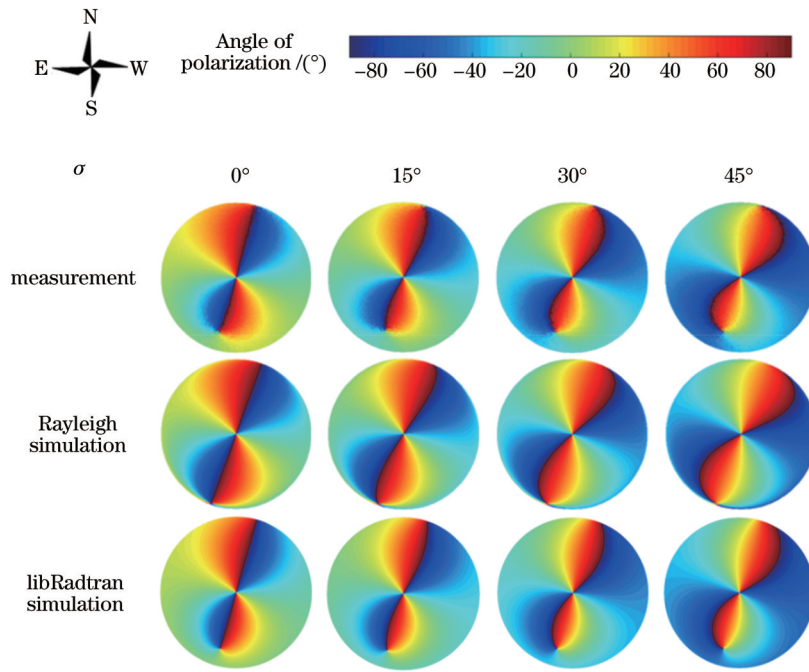 N
E W
S
Angle of
polarization /(°)
−80 −60 −40 −20 0 20 40 60 80
σ 0° 15° 30° 45°
measurement
Rayleigh
simulation
libRadtran
simulation